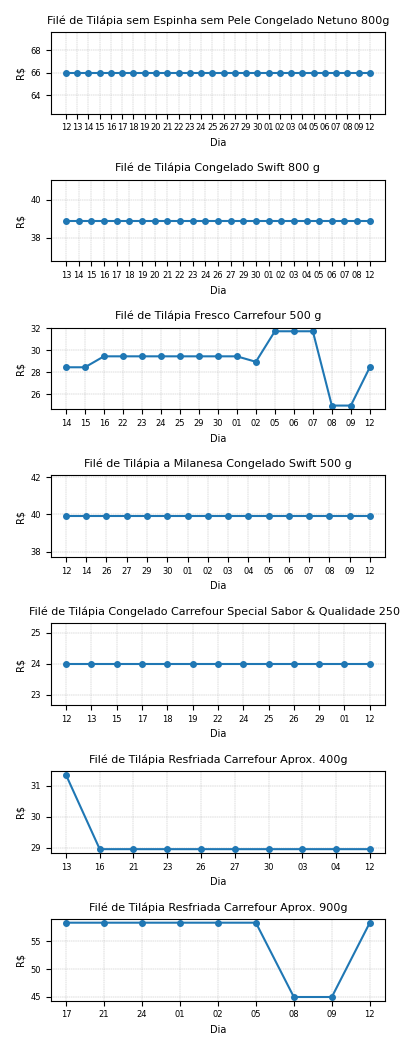 Filé de Tilápia sem Espinha sem Pele Congelado Netuno 800g
68
66
64
R$
12 13 14 15 16 17 18 19 20 21 22 23 24 25 26 27 29 30 01 02 03 04 05 06 07 08 09 12
Dia
Filé de Tilápia Congelado Swift 800 g
40
38
R$
13 14 15 16 17 18 19 20 21 22 23 24 26 27 29 30 01 02 03 04 05 06 07 08 12
Dia
Filé de Tilápia Fresco Carrefour 500 g
32
30
28
26
R$
14 15 16 22 23 24 25 29 30 01 02 05 06 07 08 09 12
Dia
Filé de Tilápia a Milanesa Congelado Swift 500 g
42
40
38
R$
12 14 26 27 29 30 01 02 03 04 05 06 07 08 09 12
Dia
Filé de Tilápia Congelado Carrefour Special Sabor & Qualidade 250
25
24
23
R$
12 13 15 17 18 19 22 24 25 26 29 01 12
Dia
Filé de Tilápia Resfriada Carrefour Aprox. 400g
31
30
29
R$
13 16 21 23 26 27 30 03 04 12
Dia
Filé de Tilápia Resfriada Carrefour Aprox. 900g
55
50
45
R$
17 21 24 01 02 05 08 09 12
Dia